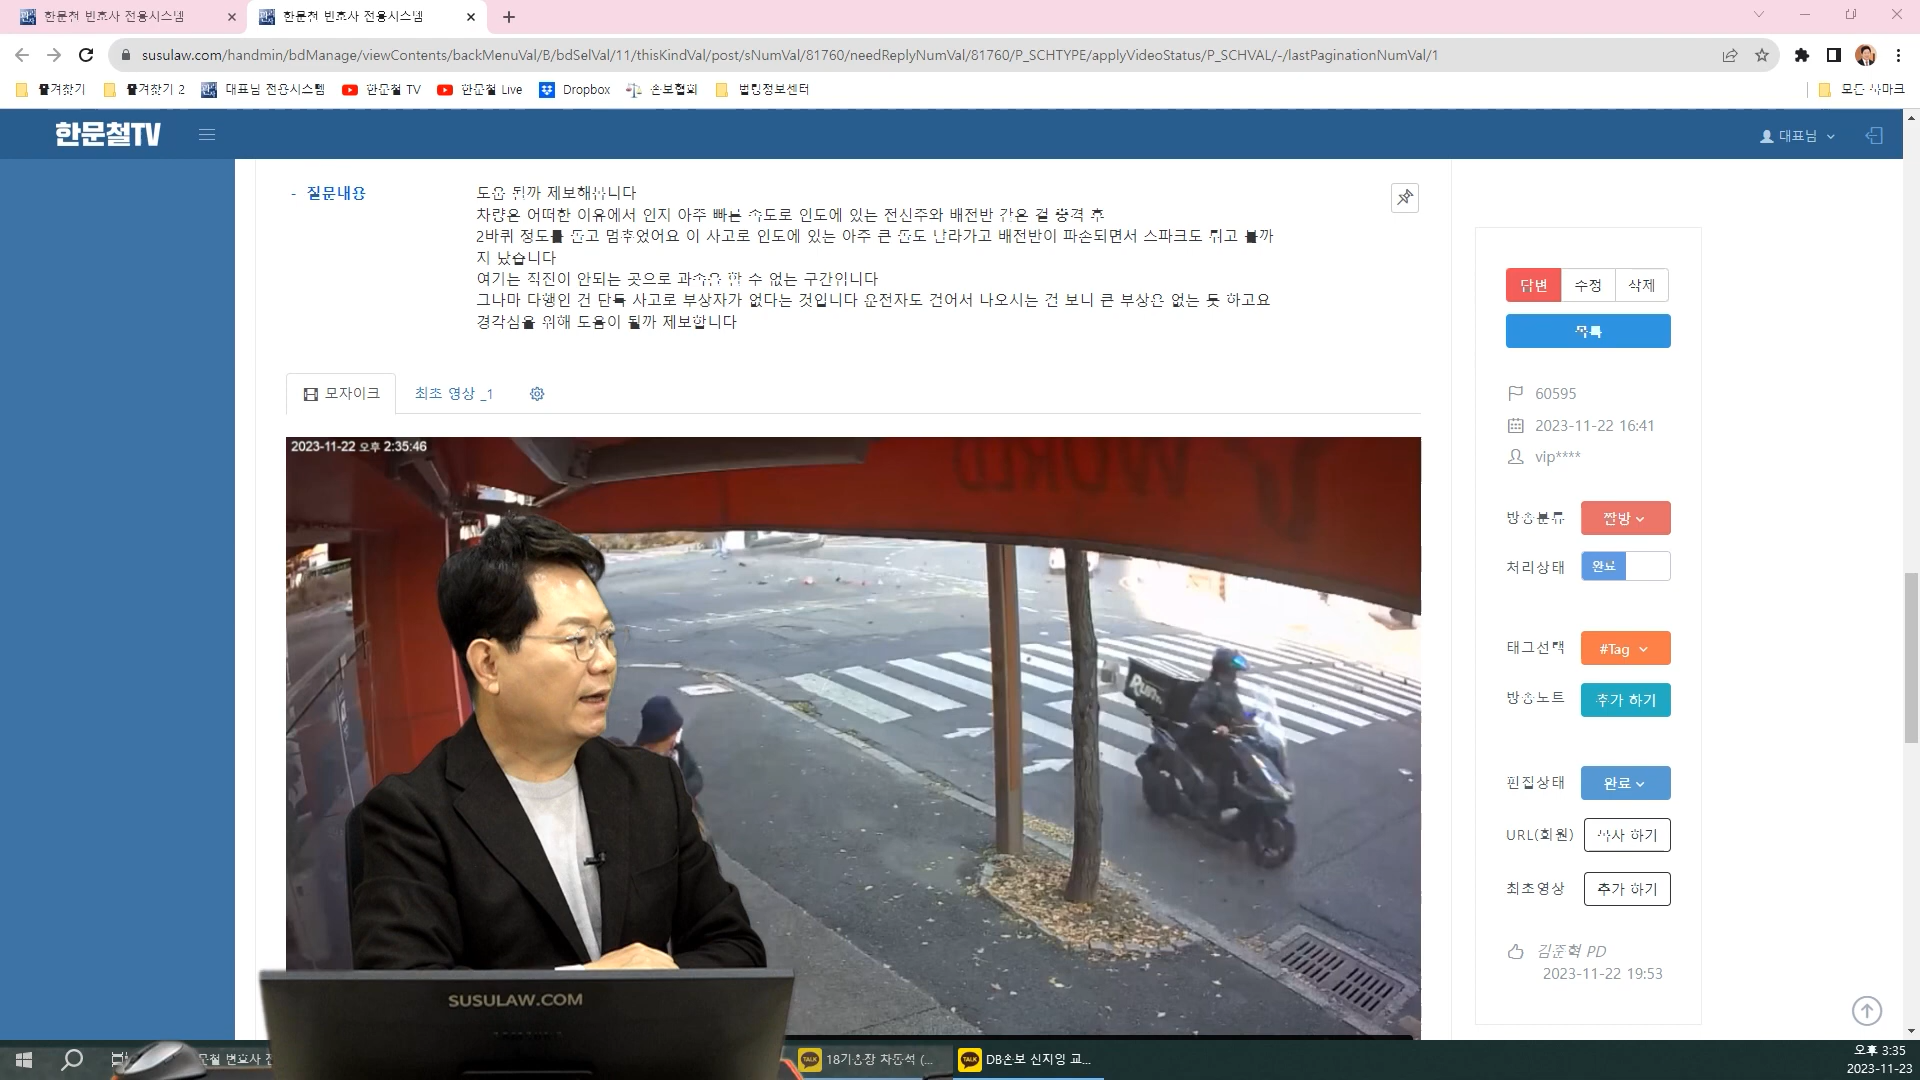 한문철 변호사 전용시스템
한문철 변호사 전용시스템
susulaw.com/handmin/bdManage/viewContents/backMenuVal/B/bdSelVal/11/thisKindVal/post/sNumVal/81760/needReplyNumVal/81760/P_SCHTYPE/applyVideoStatus/P_SCHVAL/-/lastPaginationNumVal/1
즐겨찾기
즐겨찾기 2
대표님 전용시스템
한문철 TV
한문철 Live
Dropbox
손보협회
법령정보센터
모든 북마크
한문철TV
대표님
- 질문내용
도움 될까 제보해봅니다
차량은 어떠한 이유에서 인지 아주 빠른 속도로 인도에 있는 전신주와 배전반 같은 걸 충격 후
2바퀴 정도를 돌고 멈추었어요 이 사고로 인도에 있는 아주 큰 돌도 날라가고 배전반이 파손되면서 스파크도 튀고 불까
지 났습니다
여기는 직진이 안되는 곳으로 과속을 할 수 없는 구간입니다
그나마 다행인 건 단독 사고로 부상자가 없다는 것입니다 운전자도 걸어서 나오시는 걸 보니 큰 부상은 없는 듯 하고요
경각심을 위해 도움이 될까 제보합니다
답변
수정
삭제
목록
모자이크
최초 영상 _1
60595
2023-11-22 16:41
vip****
2023-11-22 오후 2:35:46
WORLD
Run
방송분류
짤방
처리상태
완료
태그선택
#Tag
방송노트
추가 하기
편집상태
완료
URL(회원)
복사 하기
최초영상
추가 하기
김준혁 PD
2023-11-22 19:53
SUSULAW.COM
문철 변호사 전
TALK
18기총장 차동석 (...
TALK
DB손보 신지영 교...
오후 3:35
2023-11-23